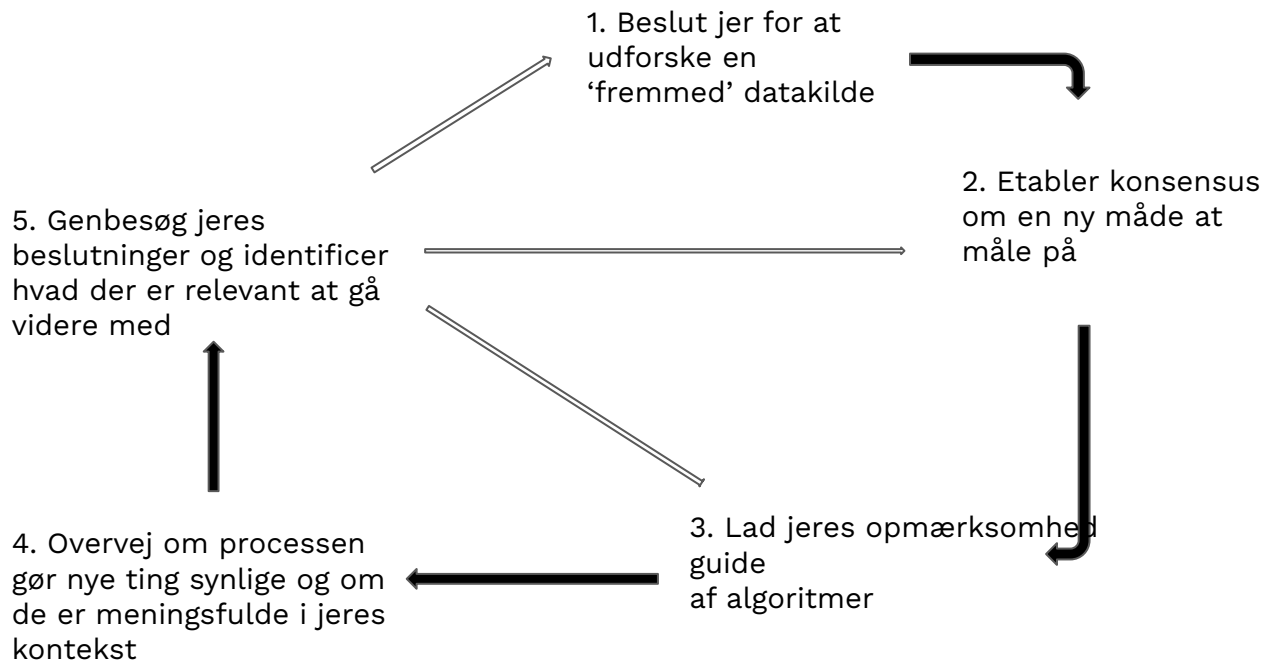 1. Beslut jer for at
udforske en
‘fremmed’ datakilde
2. Etabler konsensus
om en ny måde at
måle på
3. Lad jeres opmærksomhed
guide
af algoritmer
4. Overvej om processen
gør nye ting synlige og om
de er meningsfulde i jeres
kontekst
5. Genbesøg jeres
beslutninger og identificer
hvad der er relevant at gå
videre med